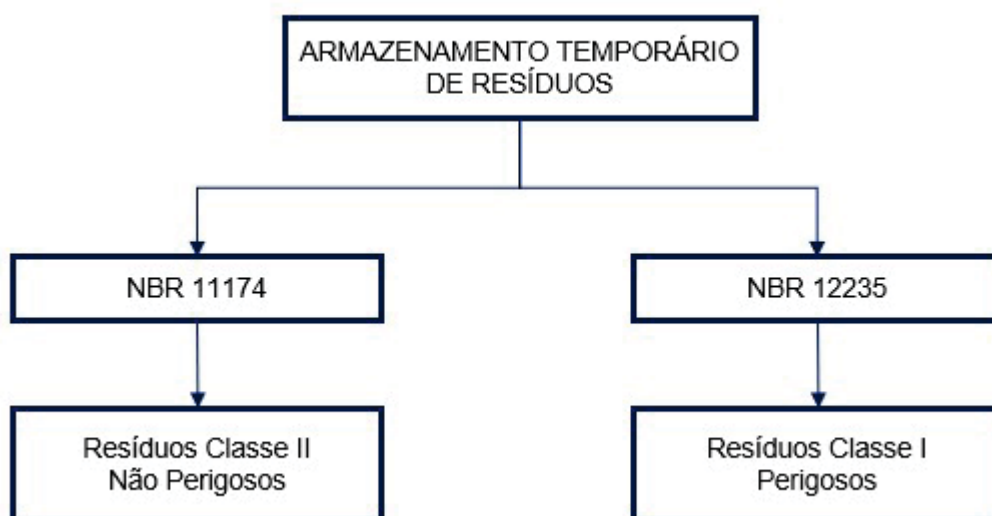 ARMAZENAMENTO TEMPORÁRIO
DE RESÍDUOS
NBR 11174
NBR 12235
Resíduos Classe II
Não Perigosos
Resíduos Classe I
Perigosos